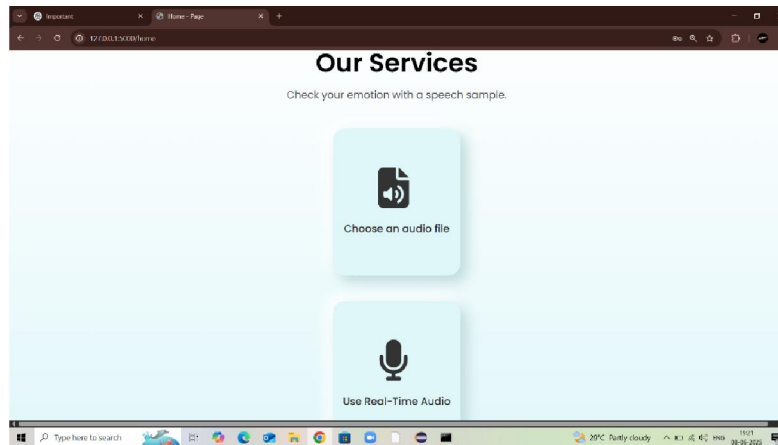 Important
Home - Page
127.0.0.1:5000/home
Our Services
Check your emotion with a speech sample.
Choose an audio file
Use Real-Time Audio
Type here to search
29°C Partly cloudy
ENG
19:21
08-06-2025